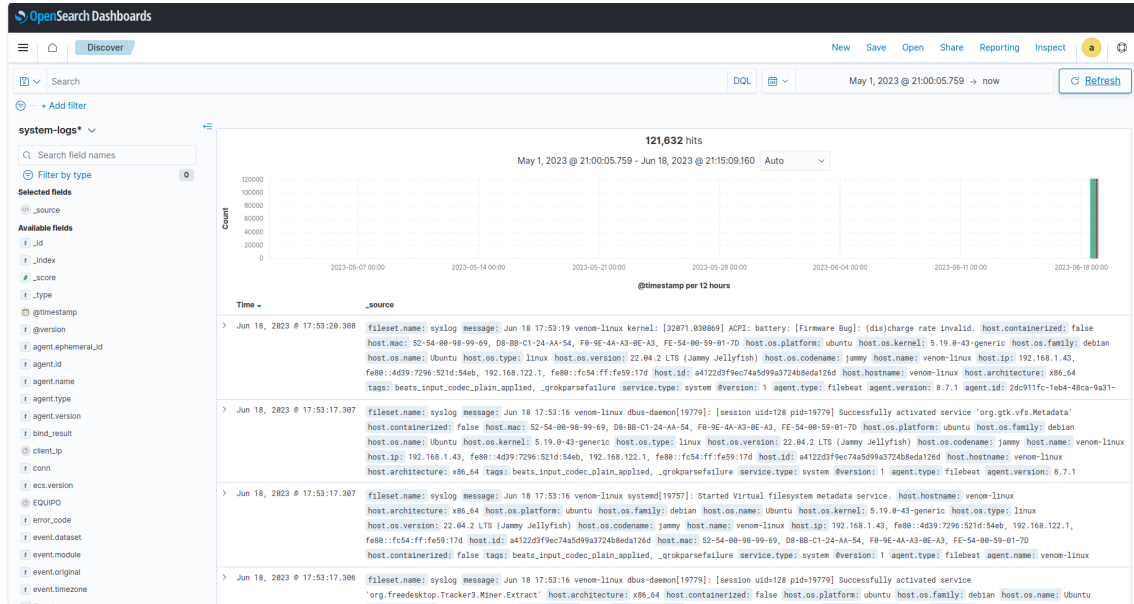 OpenSearch Dashboards
Discover
New Save Open Share Reporting Inspect a
Search DQL May 1, 2023 @ 21:00:05.759 → now Refresh
+ Add filter
system-logs*
Search field names
Filter by type 0
Selected fields
_source
Available fields
t _id
t _index
# _score
t _type
@timestamp
t @version
t agent.ephemeral_id
t agent.id
t agent.name
t agent.type
t agent.version
t bind_result
client_ip
t conn
t ecs.version
EQUIPO
t error_code
t event.dataset
t event.module
t event.original
t event.timezone
121,632 hits
May 1, 2023 @ 21:00:05.759 - Jun 18, 2023 @ 21:15:09.160 Auto
Count
120000
100000
80000
60000
40000
20000
0
2023-05-07 00:00 2023-05-14 00:00 2023-05-21 00:00 2023-05-28 00:00 2023-06-04 00:00 2023-06-11 00:00 2023-06-18 00:00
@timestamp per 12 hours
Time _source
Jun 18, 2023 @ 17:53:20.308 fileset.name: syslog message: Jun 18 17:53:19 venom-linux kernel: [32071.030869] ACPI: battery: [Firmware Bug]: (dis)charge rate invalid. host.containerized: false
host.mac: 52-54-00-98-99-69, D8-BB-C1-24-AA-54, F0-9E-4A-A3-0E-A3, FE-54-00-59-01-7D host.os.platform: ubuntu host.os.kernel: 5.19.0-43-generic host.os.family: debian
host.os.name: Ubuntu host.os.type: linux host.os.version: 22.04.2 LTS (Jammy Jellyfish) host.os.codename: jammy host.name: venom-linux host.ip: 192.168.1.43,
fe80::4d39:7296:521d:54eb, 192.168.122.1, fe80::fc54:ff:fe59:17d host.id: a4122d3f9ec74a5d99a3724b8eda126d host.hostname: venom-linux host.architecture: x86_64
tags: beats_input_codec_plain_applied, _grokparsefailure service.type: system @version: 1 agent.type: filebeat agent.version: 8.7.1 agent.id: 2dc911fc-1eb4-48ca-9a31-
Jun 18, 2023 @ 17:53:17.307 fileset.name: syslog message: Jun 18 17:53:16 venom-linux dbus-daemon[19779]: [session uid=128 pid=19779] Successfully activated service 'org.gtk.vfs.Metadata'
host.containerized: false host.mac: 52-54-00-98-99-69, D8-BB-C1-24-AA-54, F0-9E-4A-A3-0E-A3, FE-54-00-59-01-7D host.os.platform: ubuntu host.os.family: debian
host.os.name: Ubuntu host.os.kernel: 5.19.0-43-generic host.os.type: linux host.os.version: 22.04.2 LTS (Jammy Jellyfish) host.os.codename: jammy host.name: venom-linux
host.ip: 192.168.1.43, fe80::4d39:7296:521d:54eb, 192.168.122.1, fe80::fc54:ff:fe59:17d host.id: a4122d3f9ec74a5d99a3724b8eda126d host.hostname: venom-linux
host.architecture: x86_64 tags: beats_input_codec_plain_applied, _grokparsefailure service.type: system @version: 1 agent.type: filebeat agent.version: 8.7.1
Jun 18, 2023 @ 17:53:17.307 fileset.name: syslog message: Jun 18 17:53:16 venom-linux systemd[19757]: Started Virtual filesystem metadata service. host.hostname: venom-linux
host.architecture: x86_64 host.os.platform: ubuntu host.os.family: debian host.os.name: Ubuntu host.os.kernel: 5.19.0-43-generic host.os.type: linux
host.os.version: 22.04.2 LTS (Jammy Jellyfish) host.os.codename: jammy host.name: venom-linux host.ip: 192.168.1.43, fe80::4d39:7296:521d:54eb, 192.168.122.1,
fe80::fc54:ff:fe59:17d host.id: a4122d3f9ec74a5d99a3724b8eda126d host.mac: 52-54-00-98-99-69, D8-BB-C1-24-AA-54, F0-9E-4A-A3-0E-A3, FE-54-00-59-01-7D
host.containerized: false tags: beats_input_codec_plain_applied, _grokparsefailure service.type: system @version: 1 agent.type: filebeat agent.name: venom-linux
Jun 18, 2023 @ 17:53:17.306 fileset.name: syslog message: Jun 18 17:53:16 venom-linux dbus-daemon[19779]: [session uid=128 pid=19779] Successfully activated service
'org.freedesktop.Tracker3.Miner.Extract' host.architecture: x86_64 host.containerized: false host.os.platform: ubuntu host.os.family: debian host.os.name: Ubuntu